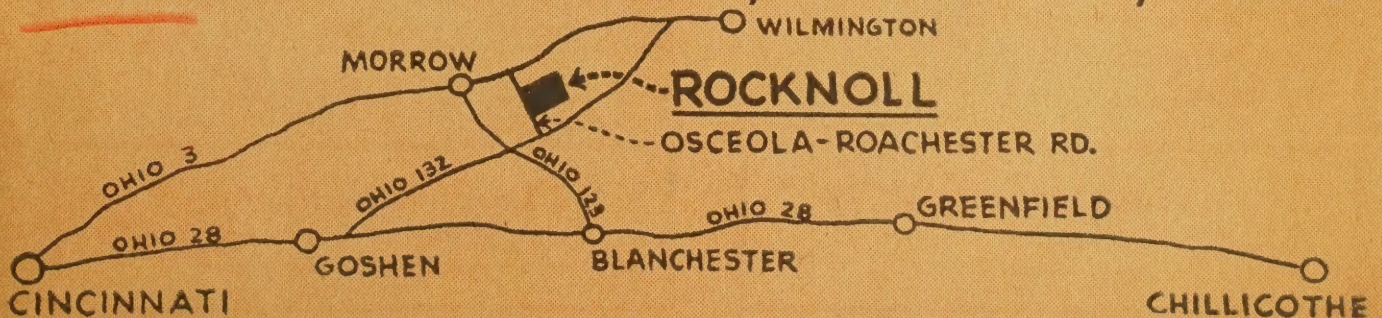 WILMINGTON
MORROW
ROCKNOLL
OSCEOLA-ROACHESTER RD.
OHIO 3
OHIO 132
OHIO 123
OHIO 28
GREENFIELD
OHIO 28
GOSHEN
BLANCHESTER
CINCINNATI
CHILLICOTHE